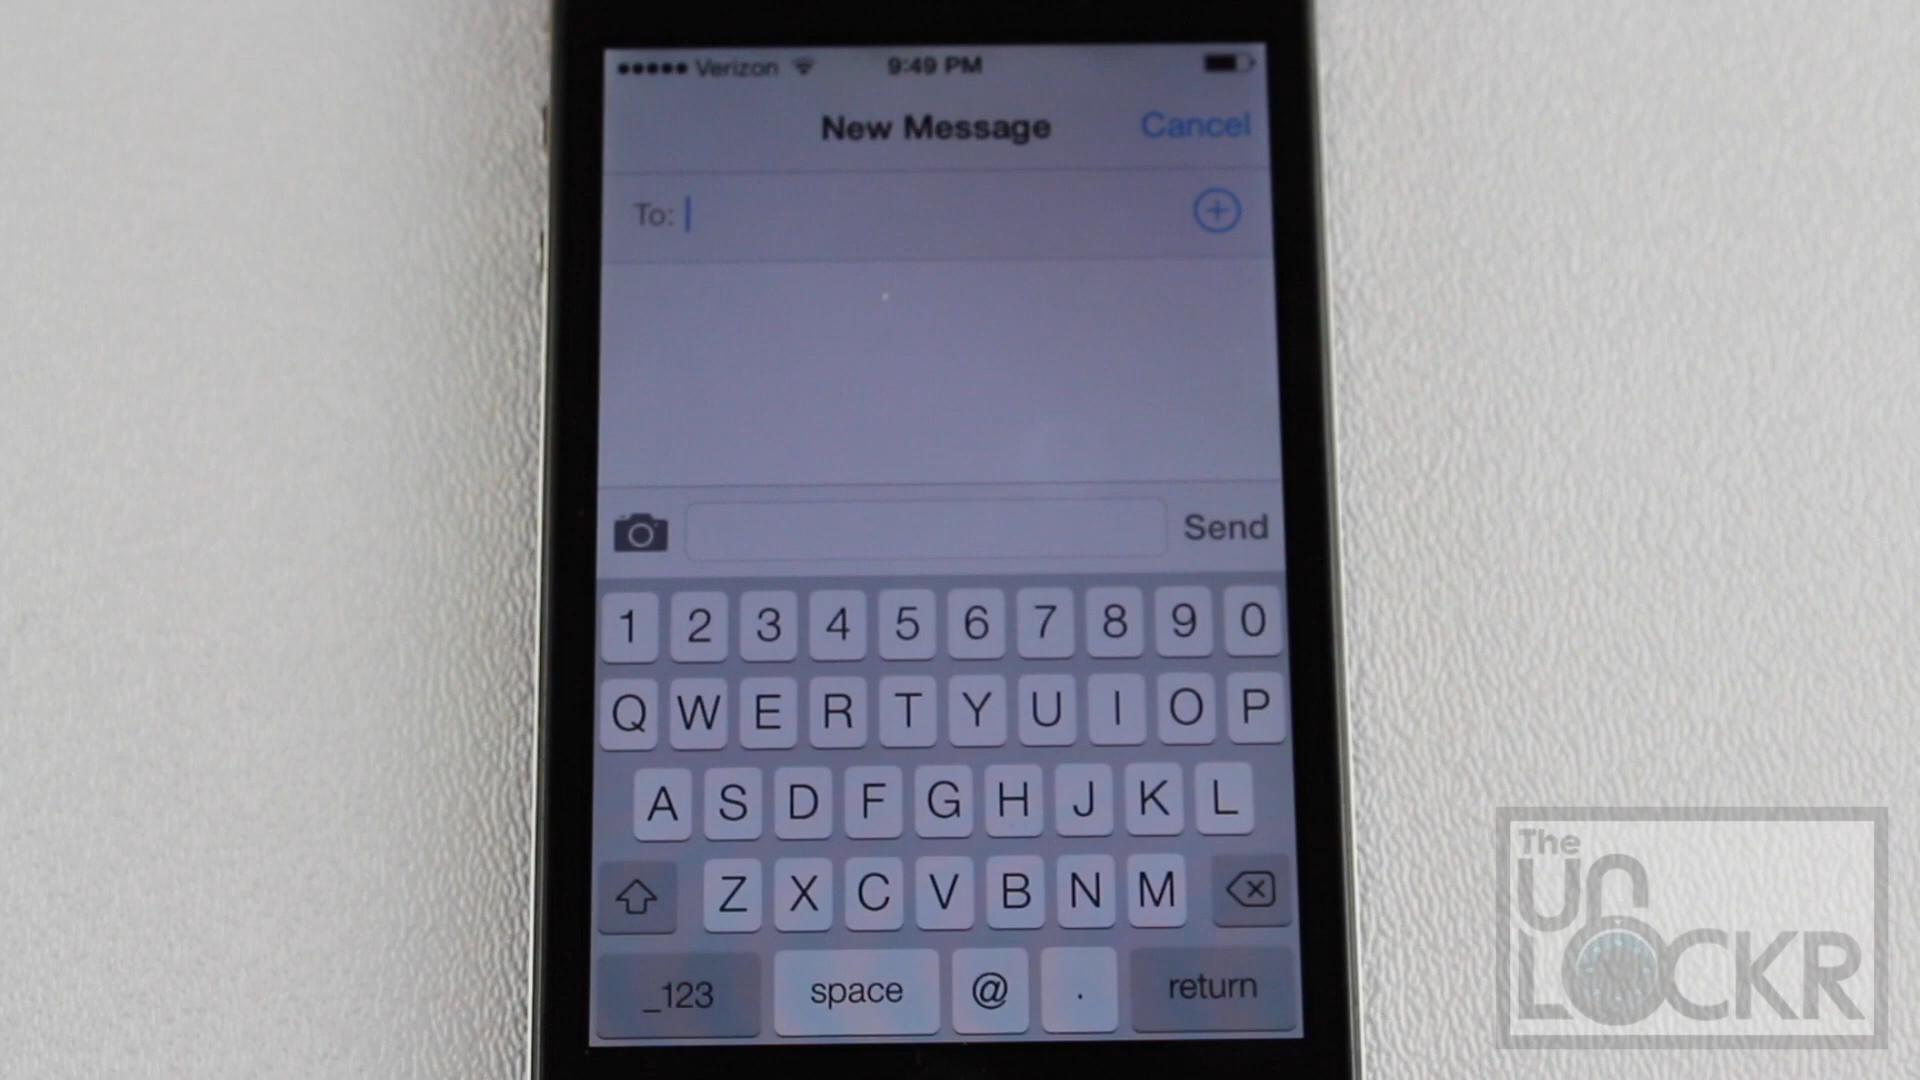 Verizon 9:49 PM
New Message Cancel
To:
Send
1 2 3 4 5 6 7 8 9 0
Q W E R T Y U I O P
A S D F G H J K L
Z X C V B N M
_123 space @ . return
The
UN
LOCKR